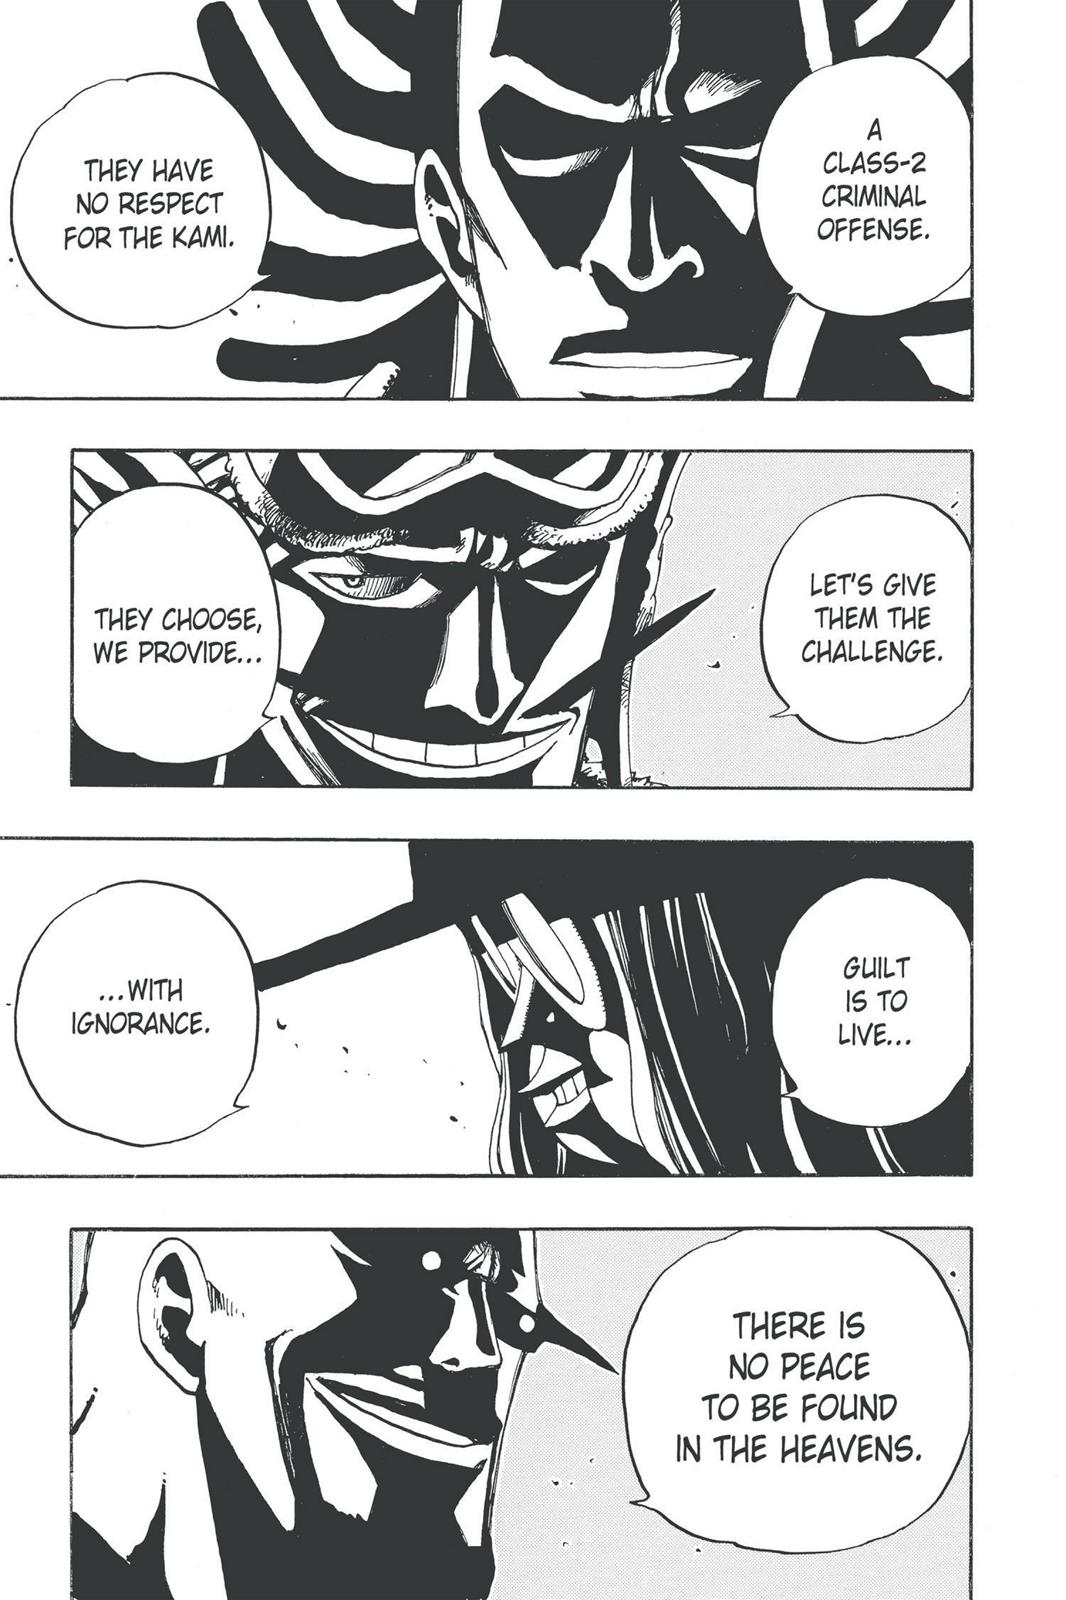 A
CLASS-2
CRIMINAL
OFFENSE.
THEY HAVE
NO RESPECT
FOR THE KAMI.
LET'S GIVE
THEM THE
CHALLENGE.
THEY CHOOSE,
WE PROVIDE...
GUILT
IS TO
LIVE...
...WITH
IGNORANCE.
THERE IS
NO PEACE
TO BE FOUND
IN THE HEAVENS.